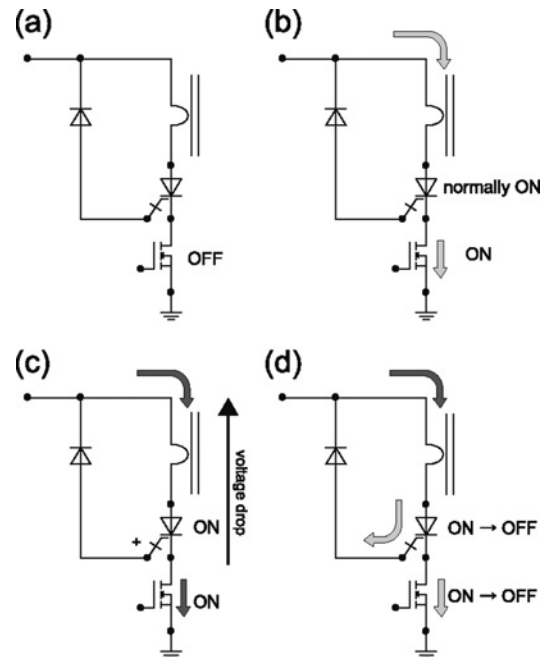 (a)
OFF
(b)
normally ON
ON
(c)
voltage drop
ON
+
ON
(d)
ON → OFF
ON → OFF